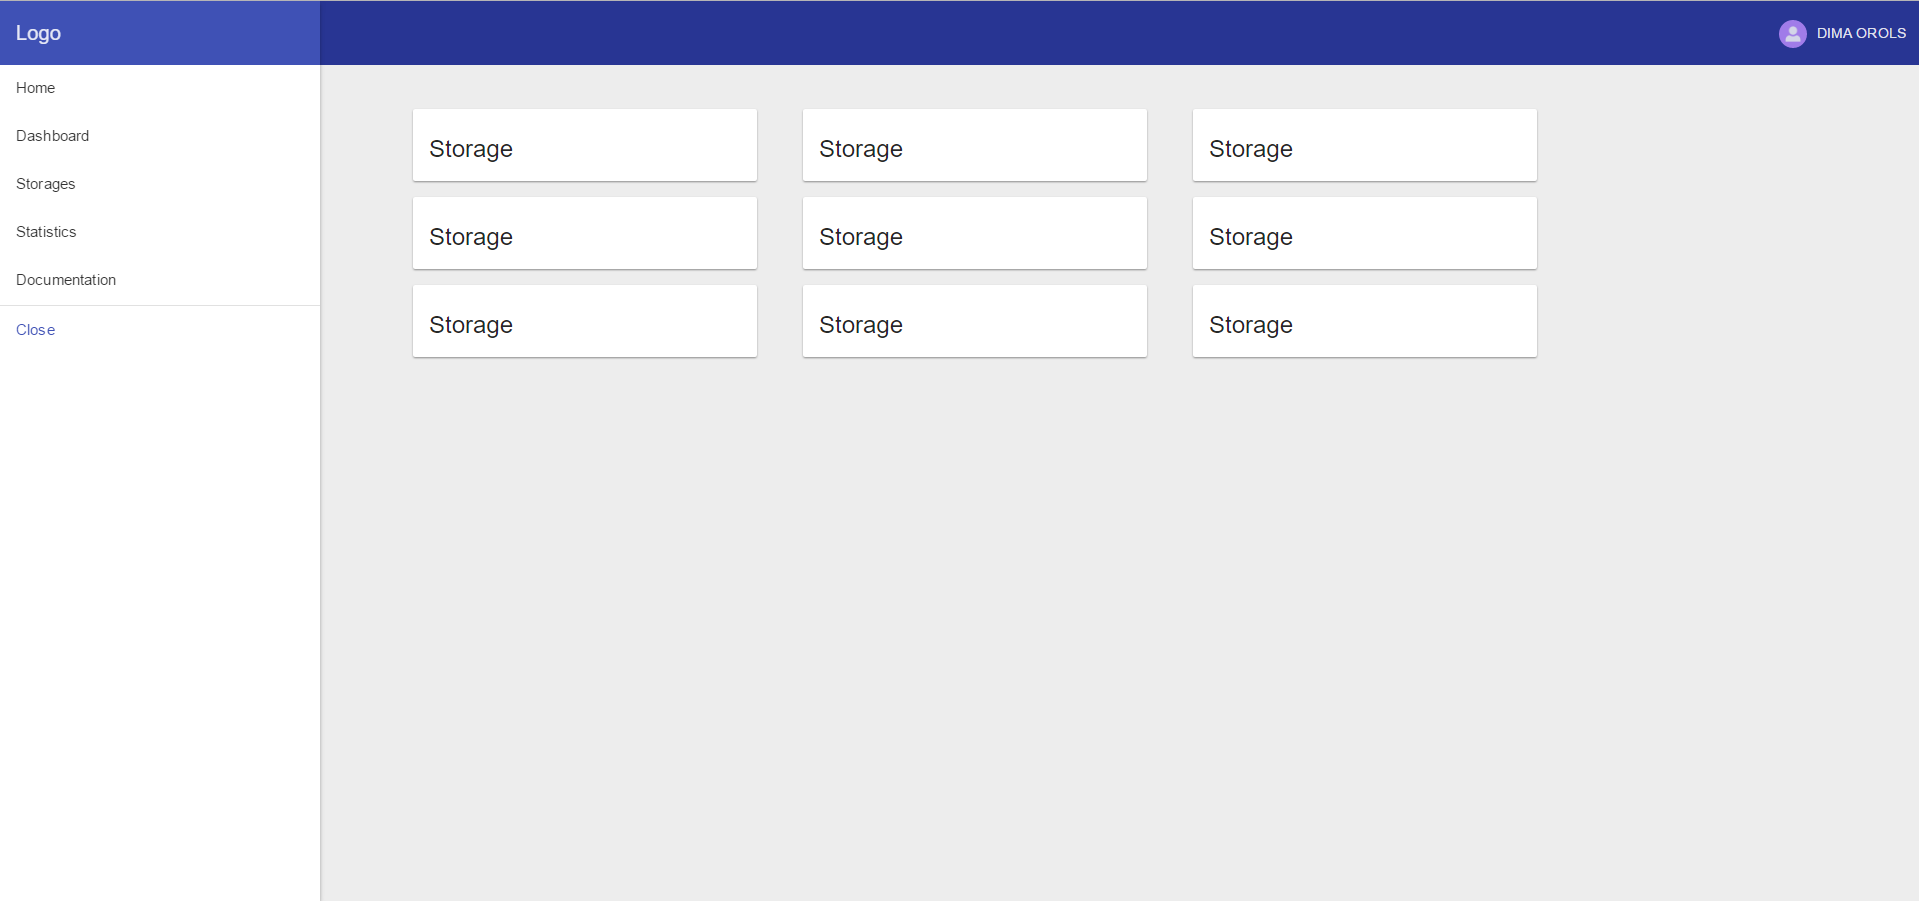 Logo
DIMA OROLS
Home
Dashboard
Storages
Statistics
Documentation
Close
Storage
Storage
Storage
Storage
Storage
Storage
Storage
Storage
Storage